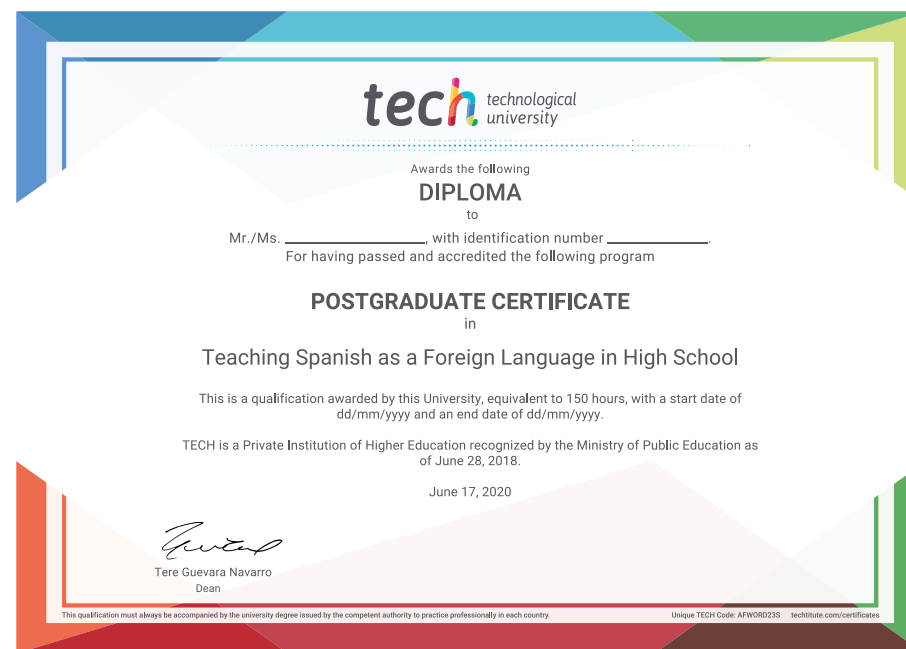 tech technological
university
Awards the following
DIPLOMA
to
Mr./Ms. ____________________, with identification number ______________.
For having passed and accredited the following program
POSTGRADUATE CERTIFICATE
in
Teaching Spanish as a Foreign Language in High School
This is a qualification awarded by this University, equivalent to 150 hours, with a start date of
dd/mm/yyyy and an end date of dd/mm/yyyy.
TECH is a Private Institution of Higher Education recognized by the Ministry of Public Education as
of June 28, 2018.
June 17, 2020
Tere Guevara Navarro
Dean
This qualification must always be accompanied by the university degree issued by the competent authority to practice professionally in each country.
Unique TECH Code: AFWORD23S techtitute.com/certificates